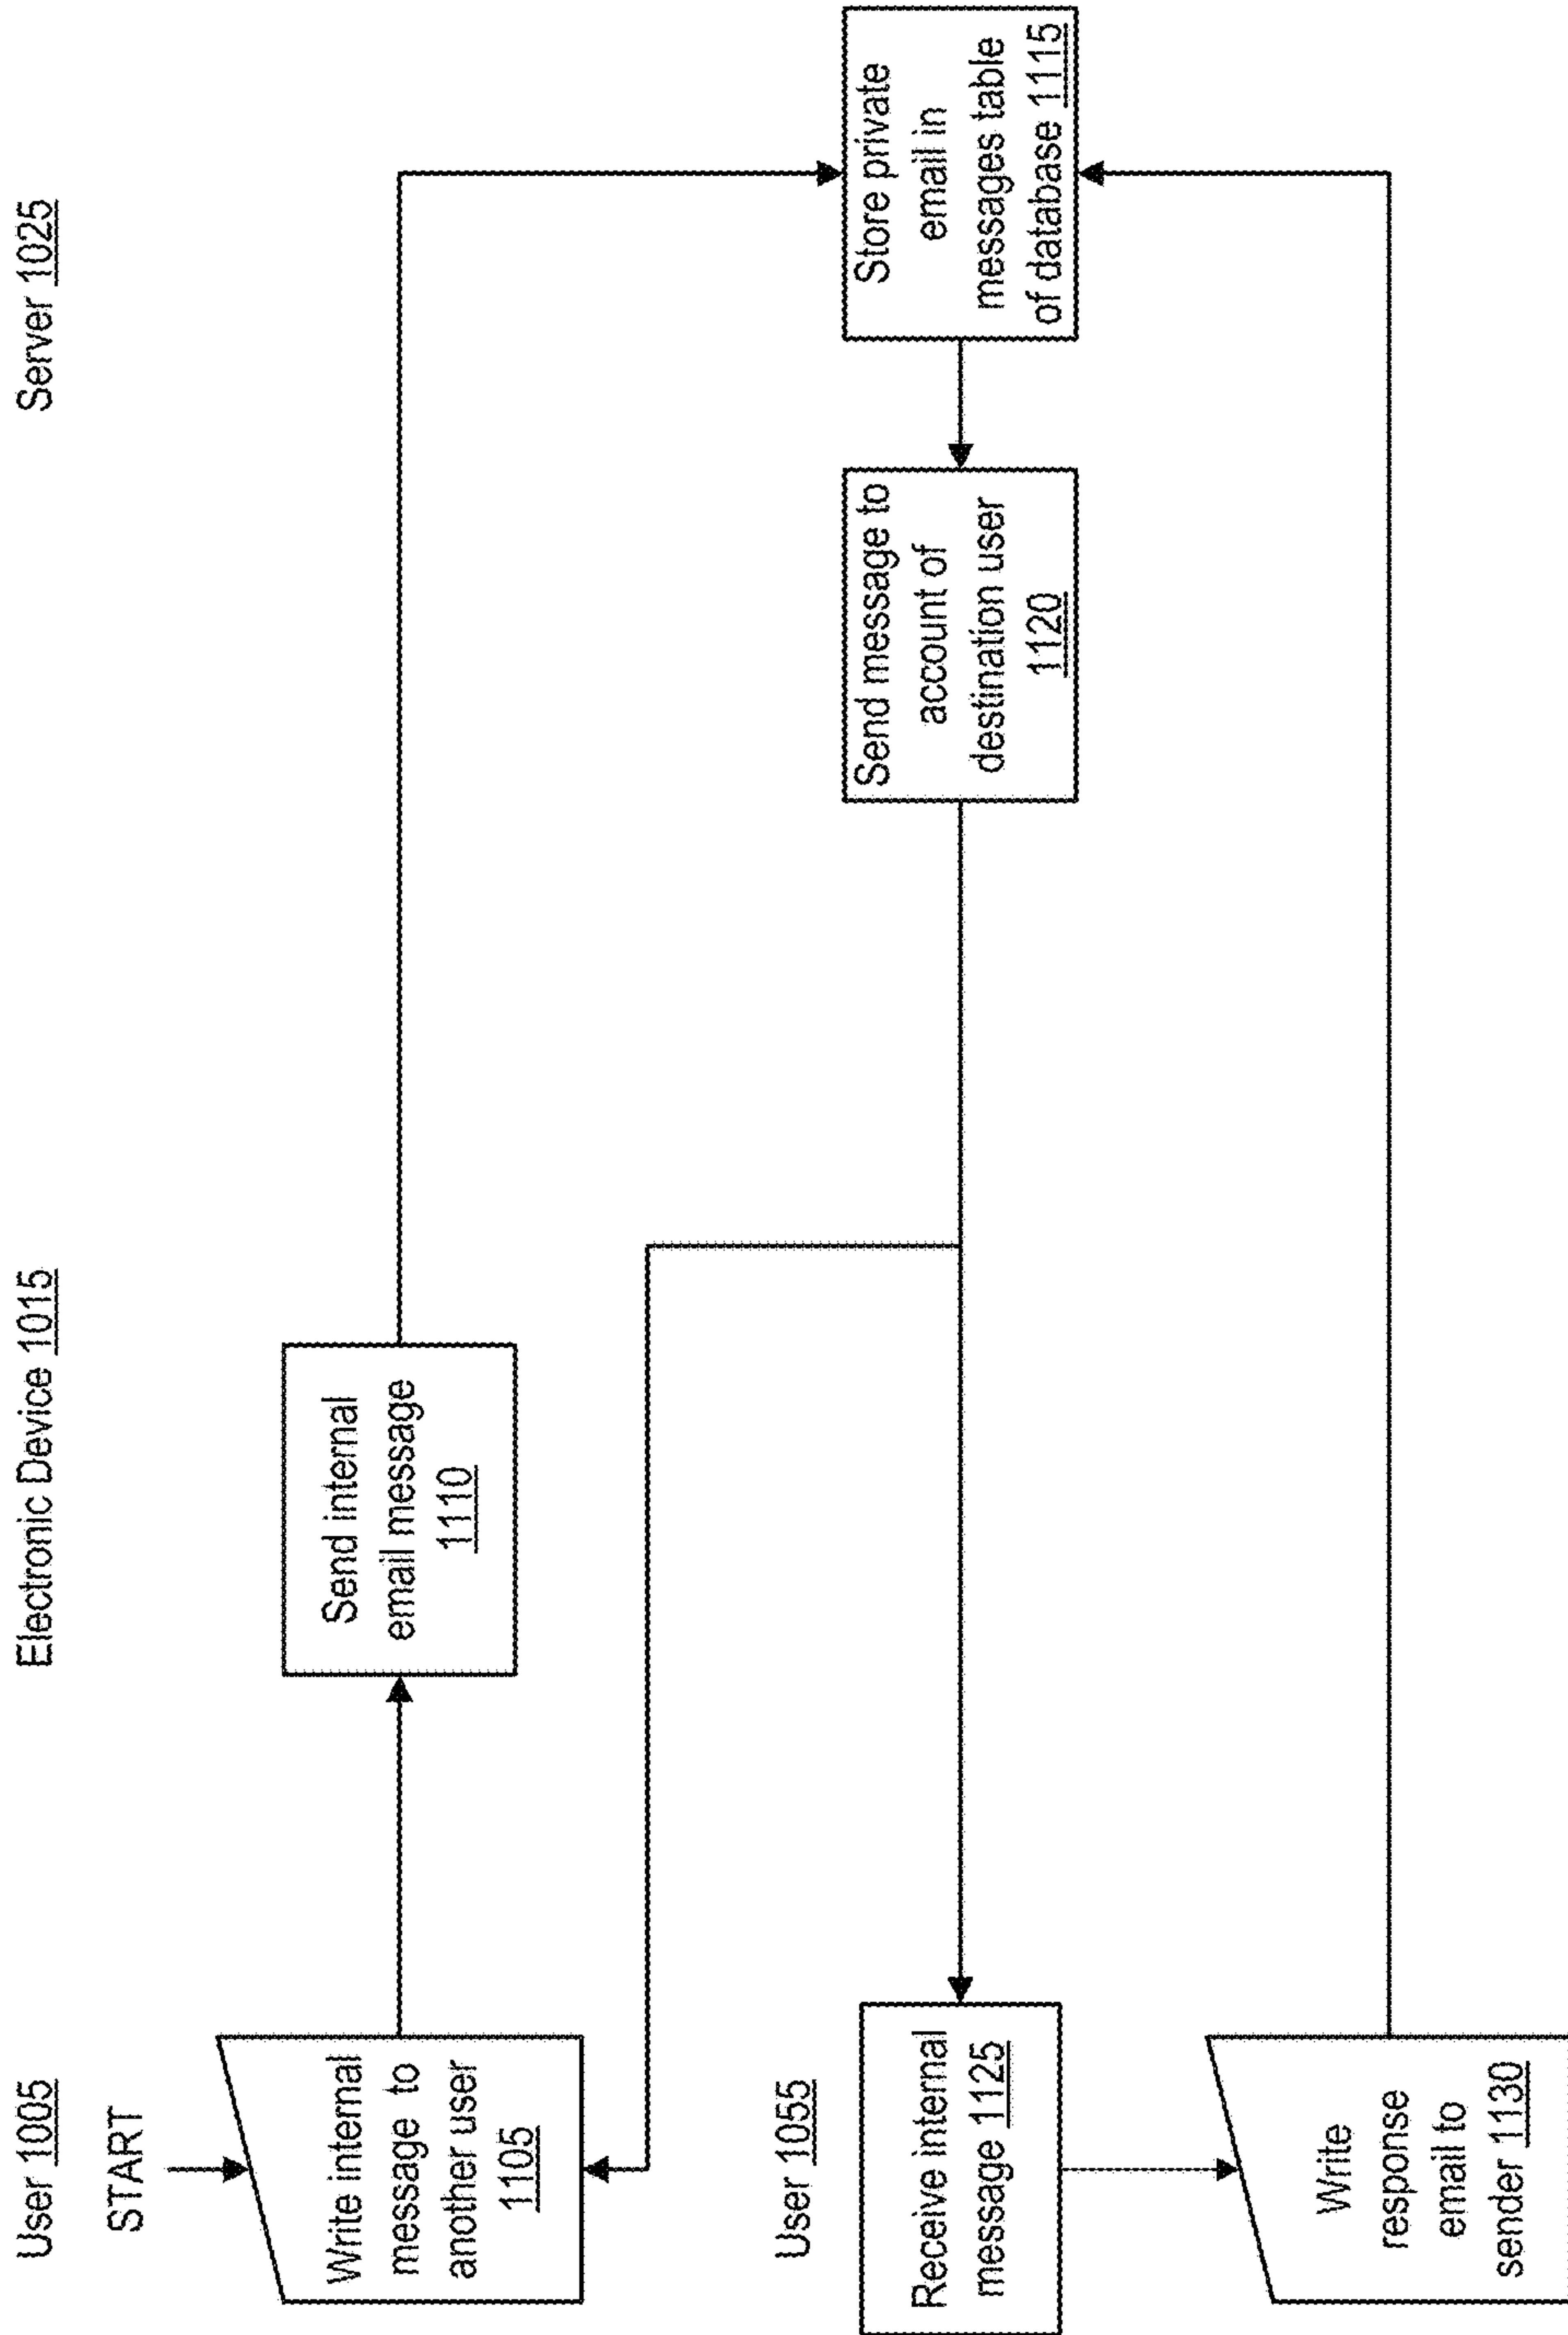 User 1005
Electronic Device 1015
Server 1025
START
Write internal
message to
another user
1105
Send internal
email message
1110
Store private
email in
messages table
of database 1115
Send message to
account of
destination user
1120
User 1055
Receive internal
message 1125
Write
response
email to
sender 1130